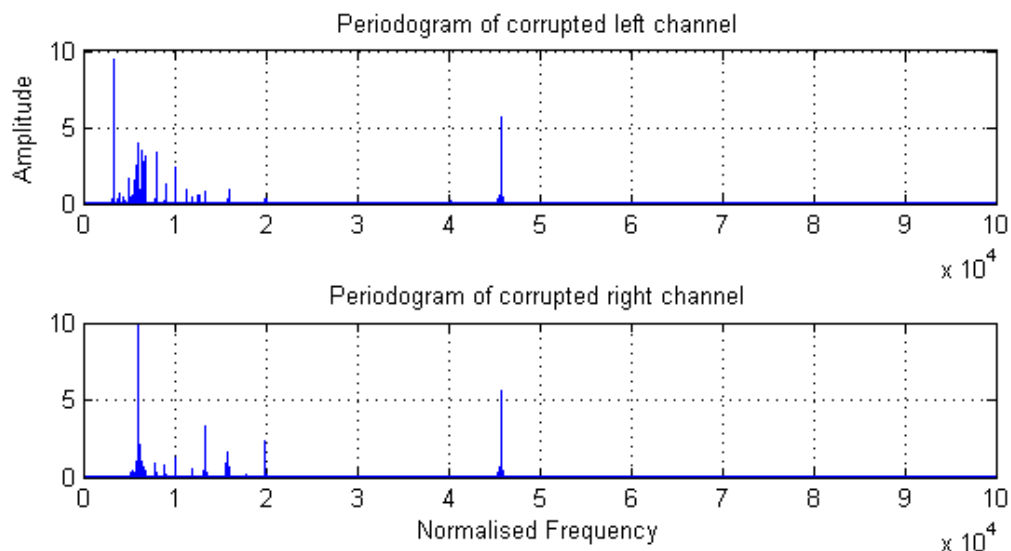 Periodogram of corrupted left channel
Amplitude
10
5
0
0 1 2 3 4 5 6 7 8 9 10
x 10^4
Periodogram of corrupted right channel
10
5
0
0 1 2 3 4 5 6 7 8 9 10
Normalised Frequency
x 10^4